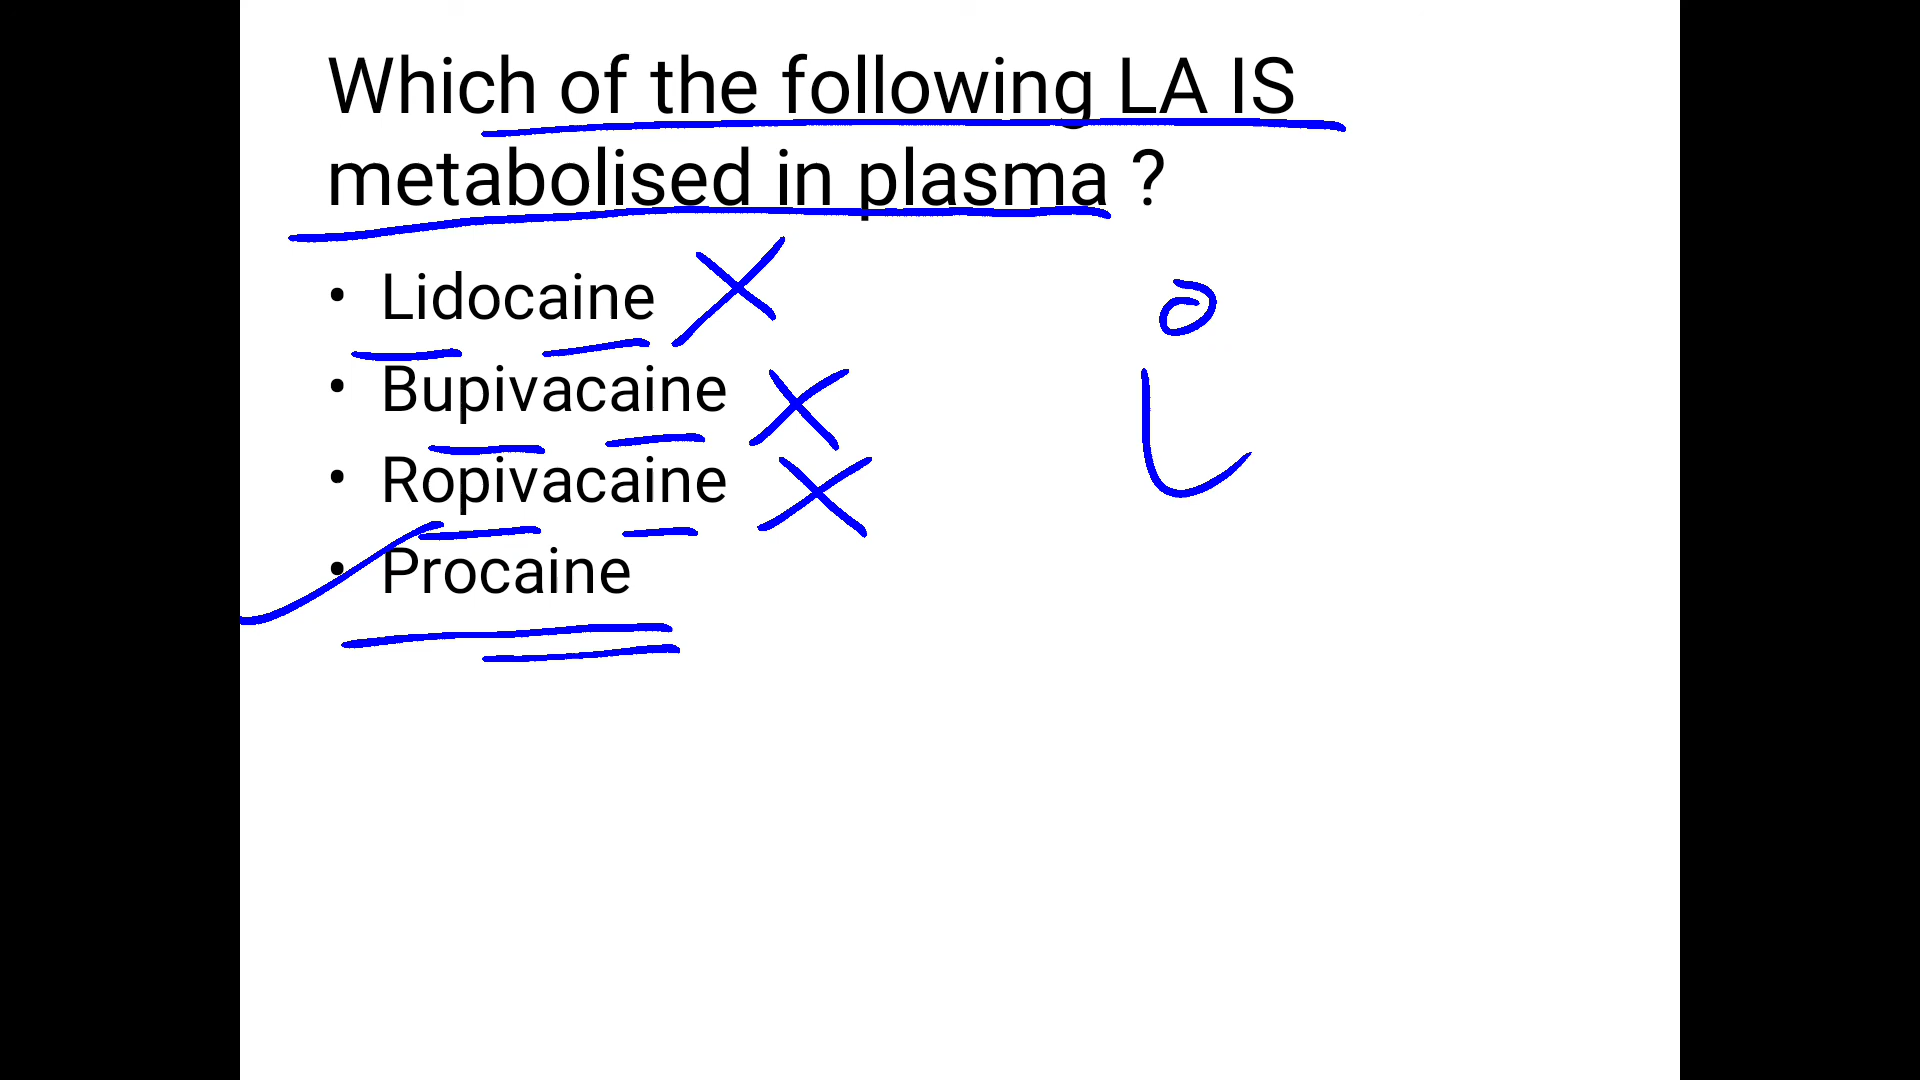 Which of the following LA IS
metabolised in plasma ?
• Lidocaine
• Bupivacaine
• Ropivacaine
• Procaine